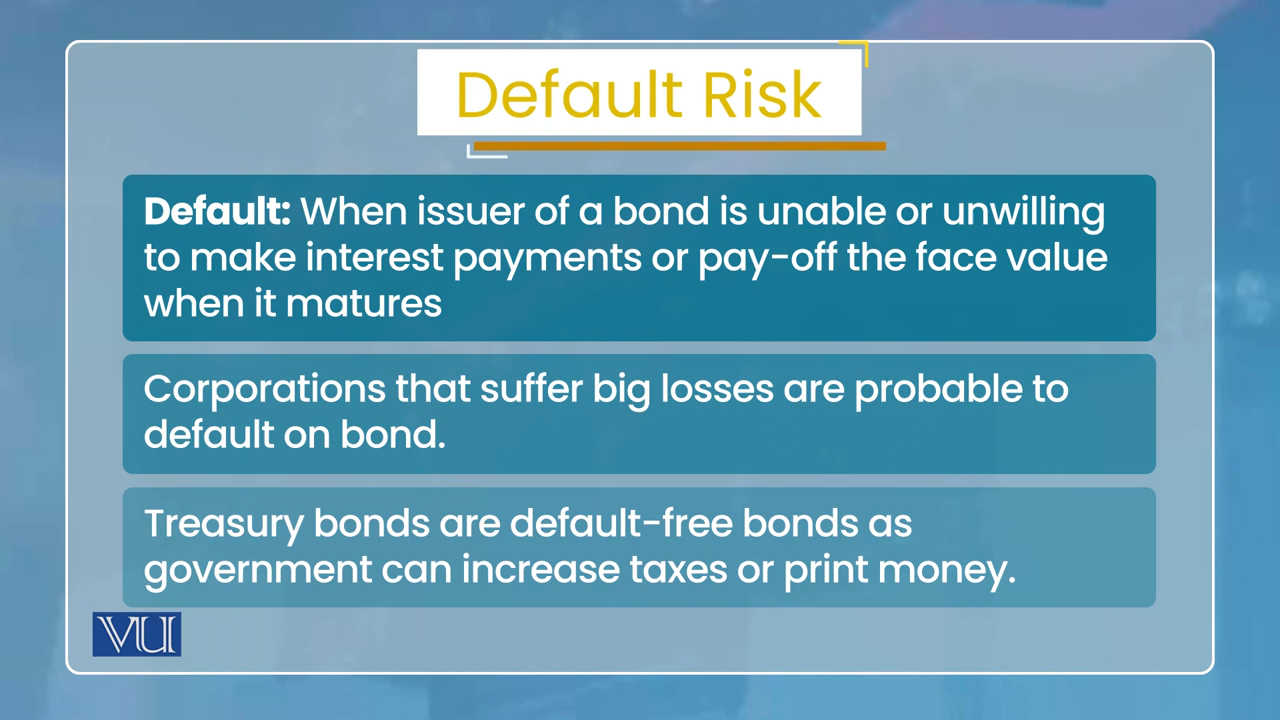 Default Risk
Default: When issuer of a bond is unable or unwilling
to make interest payments or pay-off the face value
when it matures
Corporations that suffer big losses are probable to
default on bond.
Treasury bonds are default-free bonds as
government can increase taxes or print money.
VU